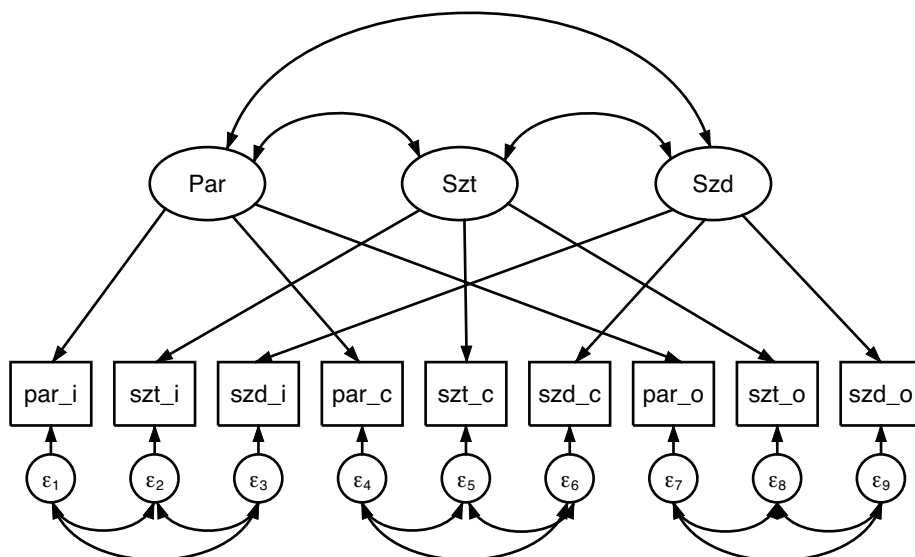 Par Szt Szd
par_i szt_i szd_i par_c szt_c szd_c par_o szt_o szd_o
ε₁ ε₂ ε₃ ε₄ ε₅ ε₆ ε₇ ε₈ ε₉